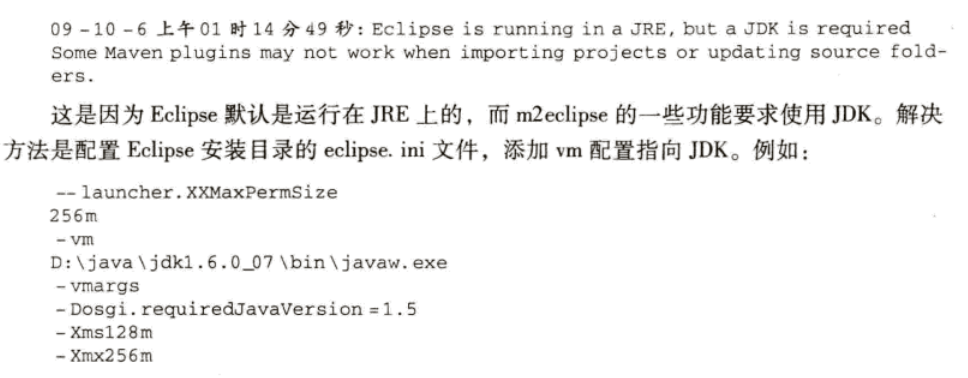 09-10-6 上午01时14分49秒: Eclipse is running in a JRE, but a JDK is required
Some Maven plugins may not work when importing projects or updating source fold-
ers.
这是因为 Eclipse 默认是运行在 JRE 上的，而 m2eclipse 的一些功能要求使用 JDK。解决
方法是配置 Eclipse 安装目录的 eclipse. ini 文件，添加 vm 配置指向 JDK。例如：
--launcher.XXMaxPermSize
256m
-vm
D:\java\jdk1.6.0_07\bin\javaw.exe
-vmargs
-Dosgi.requiredJavaVersion=1.5
-Xms128m
-Xmx256m